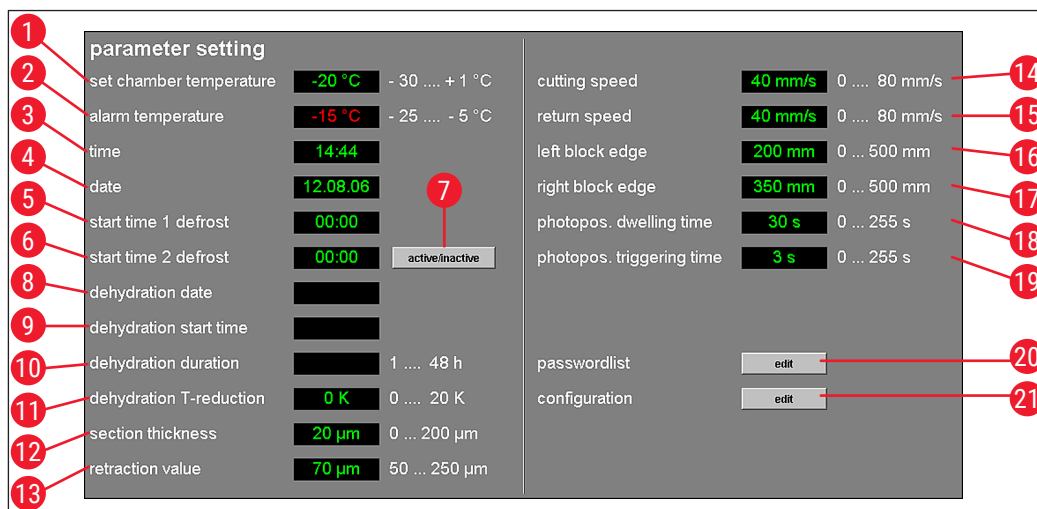 parameter setting
1 set chamber temperature -20 °C - 30 .... + 1 °C
2 alarm temperature -15 °C - 25 .... - 5 °C
3 time 14:44
4 date 12.08.06
5 start time 1 defrost 00:00
6 start time 2 defrost 00:00 7 active/inactive
8 dehydration date
9 dehydration start time
10 dehydration duration 1 .... 48 h
11 dehydration T-reduction 0 K 0 .... 20 K
12 section thickness 20 µm 0 ... 200 µm
13 retraction value 70 µm 50 ... 250 µm
cutting speed 40 mm/s 0 .... 80 mm/s 14
return speed 40 mm/s 0 .... 80 mm/s 15
left block edge 200 mm 0 ... 500 mm 16
right block edge 350 mm 0 ... 500 mm 17
photopos. dwelling time 30 s 0 ... 255 s 18
photopos. triggering time 3 s 0 ... 255 s 19
passwordlist edit 20
configuration edit 21